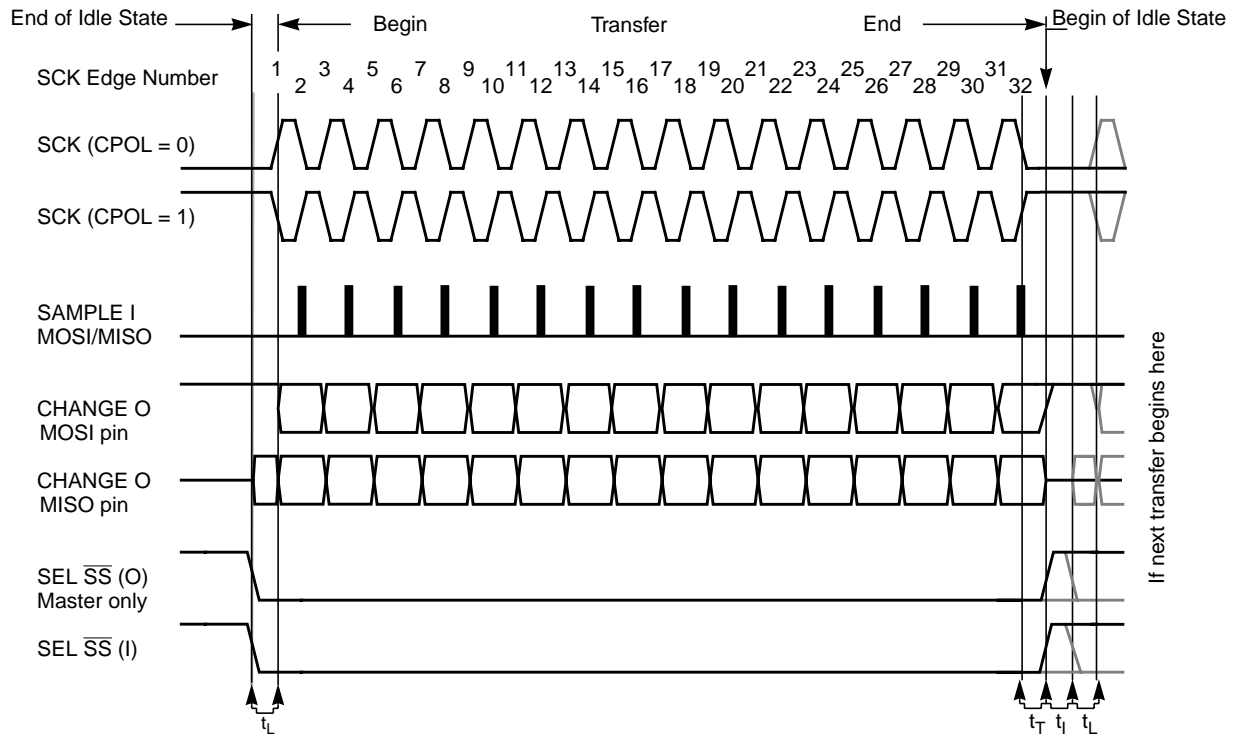 End of Idle State
Begin
Transfer
End
Begin of Idle State
SCK Edge Number
1 3 5 7 9 11 13 15 17 19 21 23 25 27 29 31
2 4 6 8 10 12 14 16 18 20 22 24 26 28 30 32
SCK (CPOL = 0)
SCK (CPOL = 1)
SAMPLE I
MOSI/MISO
CHANGE O
MOSI pin
CHANGE O
MISO pin
SEL SS (O)
Master only
SEL SS (I)
tL
tT
tI
tL
If next transfer begins here